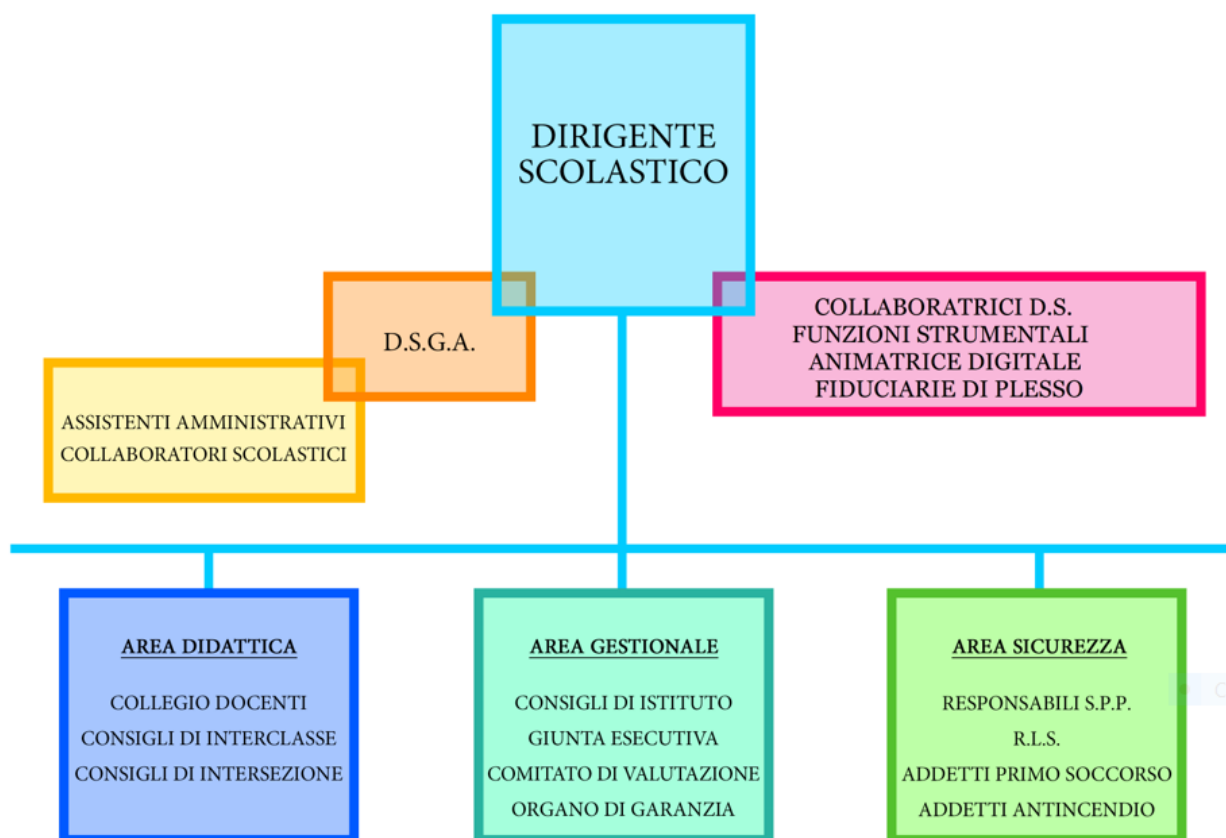 DIRIGENTE
SCOLASTICO
D.S.G.A.
COLLABORATRICI D.S.
FUNZIONI STRUMENTALI
ANIMATRICE DIGITALE
FIDUCIARIE DI PLESSO
ASSISTENTI AMMINISTRATIVI
COLLABORATORI SCOLASTICI
AREA DIDATTICA
COLLEGIO DOCENTI
CONSIGLI DI INTERCLASSE
CONSIGLI DI INTERSEZIONE
AREA GESTIONALE
CONSIGLI DI ISTITUTO
GIUNTA ESECUTIVA
COMITATO DI VALUTAZIONE
ORGANO DI GARANZIA
AREA SICUREZZA
RESPONSABILI S.P.P.
R.L.S.
ADDETTI PRIMO SOCCORSO
ADDETTI ANTINCENDIO